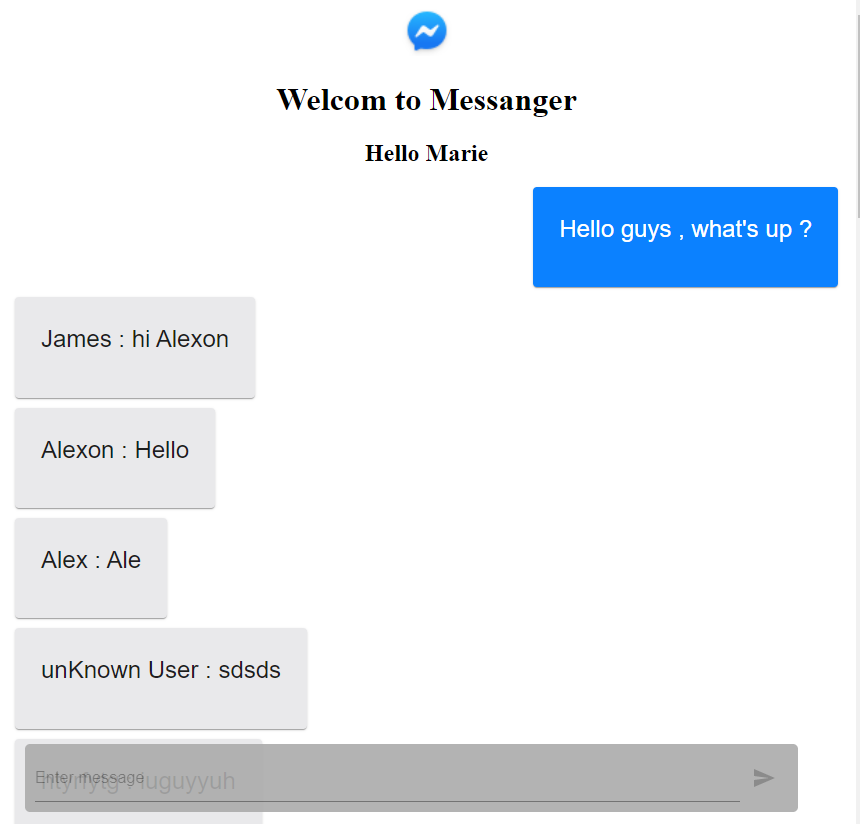 Welcom to Messanger
Hello Marie
Hello guys , what's up ?
James : hi Alexon
Alexon : Hello
Alex : Ale
unKnown User : sdsds
Enter message